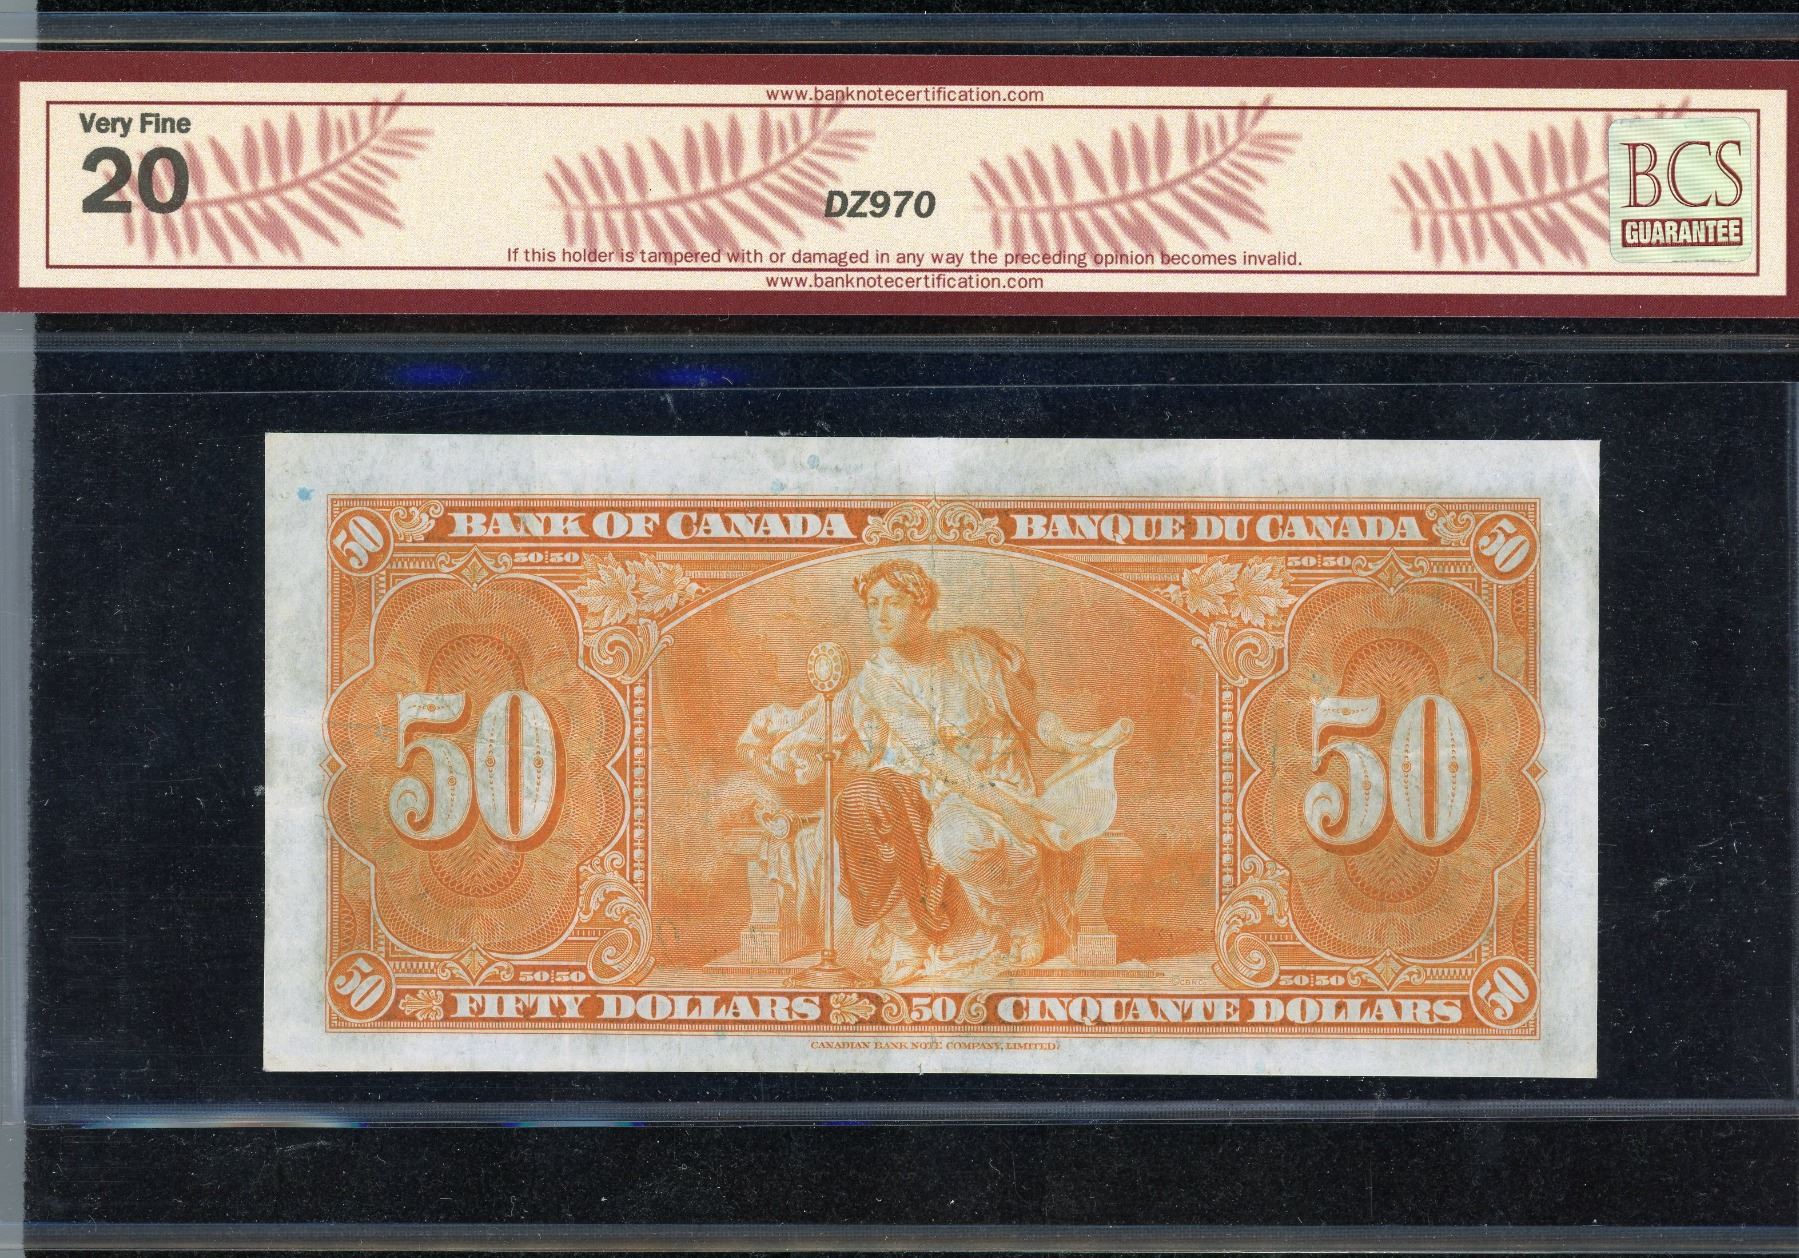 www.banknotecertification.com
Very Fine
20
DZ970
BCS
GUARANTEE
If this holder is tampered with or damaged in any way the preceding opinion becomes invalid.
www.banknotecertification.com
50 BANK OF CANADA BANQUE DU CANADA 50
50:50 50:50
50 50
50:50 50:50
50 FIFTY DOLLARS 50 CINQUANTE DOLLARS 50
CANADIAN BANK NOTE COMPANY, LIMITED.